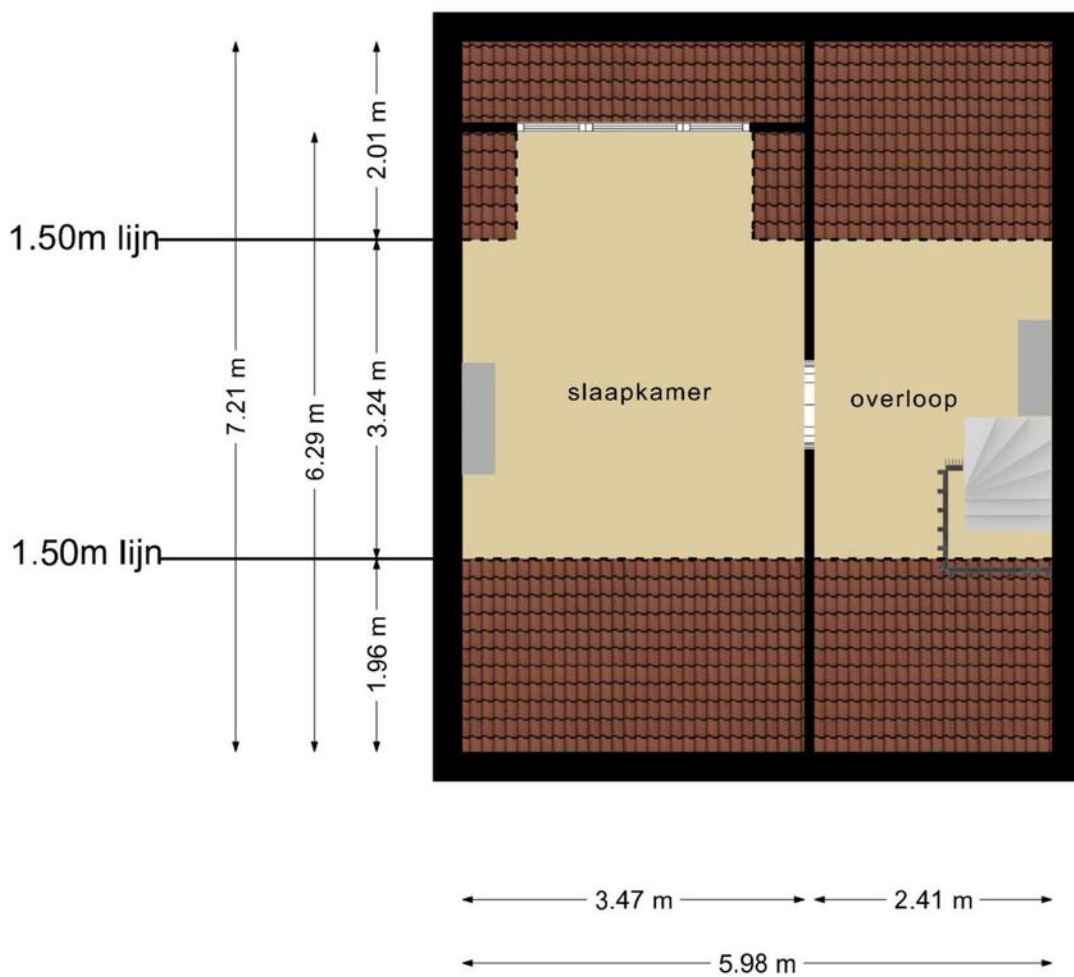 2.01 m
1.50m lijn
7.21 m
6.29 m
3.24 m
slaapkamer
overloop
1.50m lijn
1.96 m
3.47 m
2.41 m
5.98 m